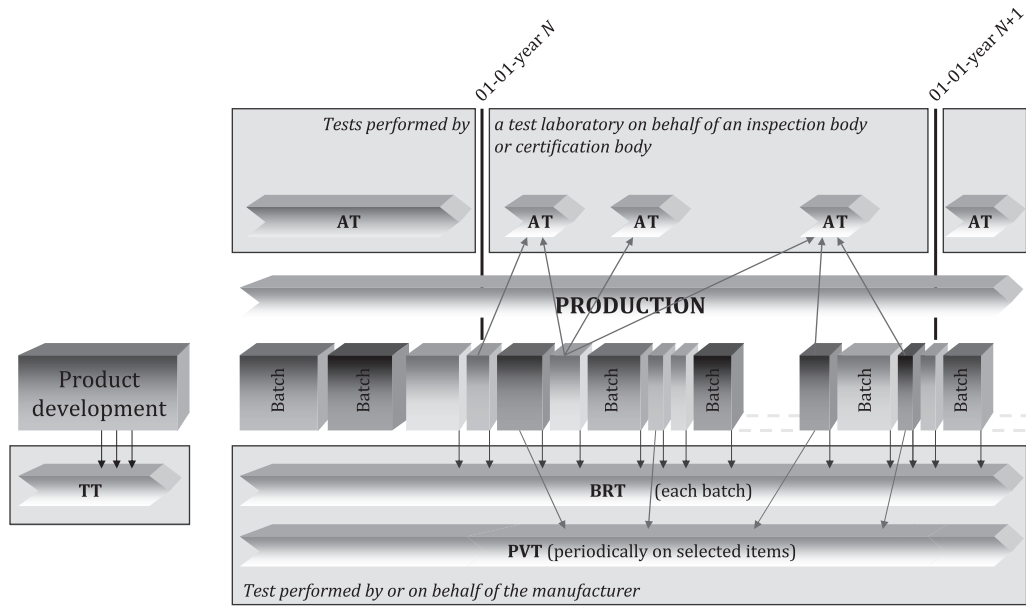 01-01-year N
01-01-year N+1
Tests performed by
a test laboratory on behalf of an inspection body
or certification body
AT
AT
AT
AT
AT
PRODUCTION
Product
development
Batch
Batch
Batch
Batch
Batch
Batch
TT
BRT (each batch)
PVT (periodically on selected items)
Test performed by or on behalf of the manufacturer